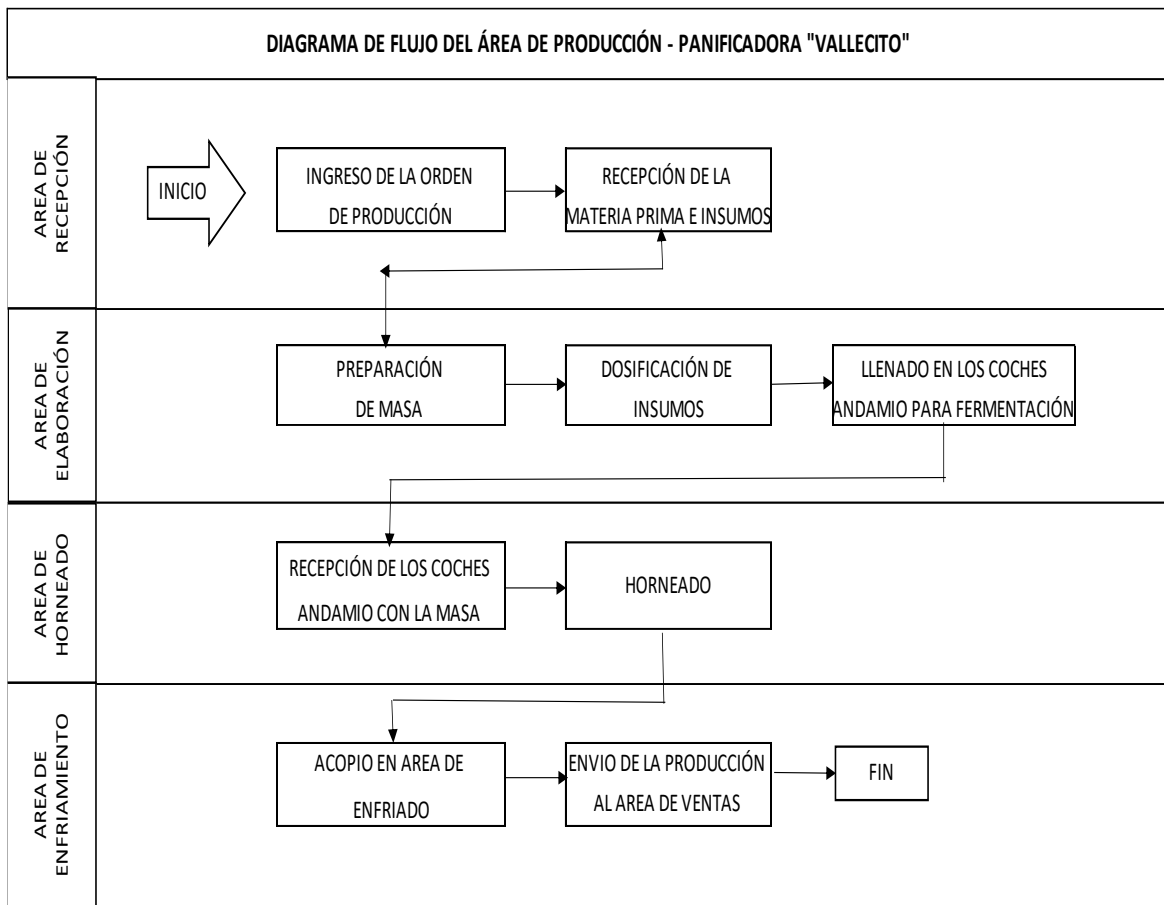 DIAGRAMA DE FLUJO DEL ÁREA DE PRODUCCIÓN - PANIFICADORA "VALLECITO"
AREA DE
RECEPCIÓN
INICIO
INGRESO DE LA ORDEN
DE PRODUCCIÓN
RECEPCIÓN DE LA
MATERIA PRIMA E INSUMOS
AREA DE
ELABORACIÓN
PREPARACIÓN
DE MASA
DOSIFICACIÓN DE
INSUMOS
LLENADO EN LOS COCHES
ANDAMIO PARA FERMENTACIÓN
AREA DE
HORNEADO
RECEPCIÓN DE LOS COCHES
ANDAMIO CON LA MASA
HORNEADO
AREA DE
ENFRIAMIENTO
ACOPIO EN AREA DE
ENFRIADO
ENVIO DE LA PRODUCCIÓN
AL AREA DE VENTAS
FIN